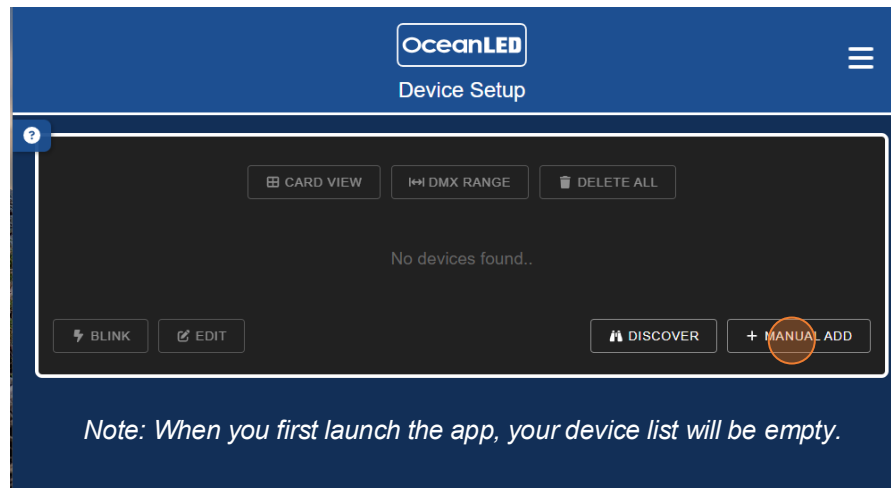 OceanLED
Device Setup
?
CARD VIEW
DMX RANGE
DELETE ALL
No devices found..
BLINK
EDIT
DISCOVER
+ MANUAL ADD
Note: When you first launch the app, your device list will be empty.